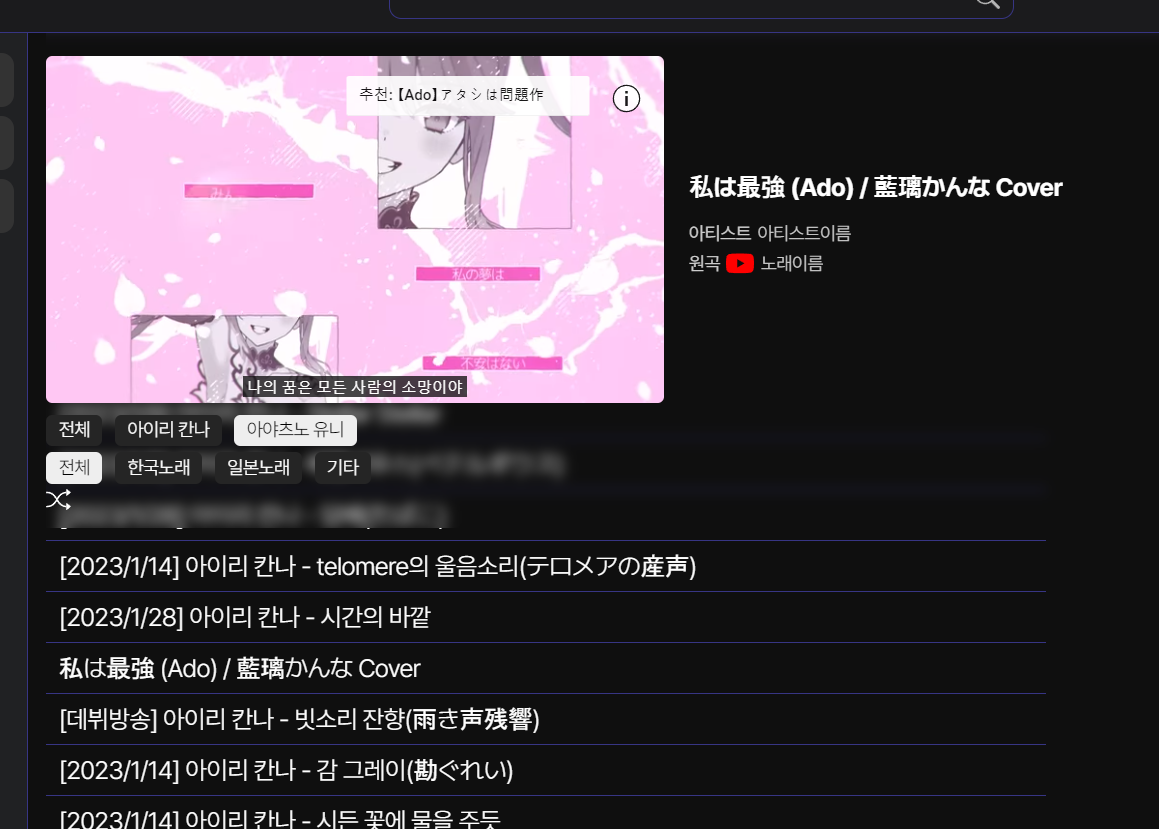 추천: 【Ado】アタシは問題作
みん
私の夢は
不安はない
나의 꿈은 모든 사람의 소망이야
私は最強 (Ado) / 藍璃かんな Cover
아티스트 아티스트이름
원곡 노래이름
전체 아이리 칸나 아야츠노 유니
전체 한국노래 일본노래 기타
[2023/1/14] 아이리 칸나 - telomere의 울음소리(テロメアの産声)
[2023/1/28] 아이리 칸나 - 시간의 바깥
私は最強 (Ado) / 藍璃かんな Cover
[데뷔방송] 아이리 칸나 - 빗소리 잔향(雨き声残響)
[2023/1/14] 아이리 칸나 - 감 그레이(勘ぐれい)
[2023/1/14] 아이리 칸나 - 시든 꽃에 물을 주듯